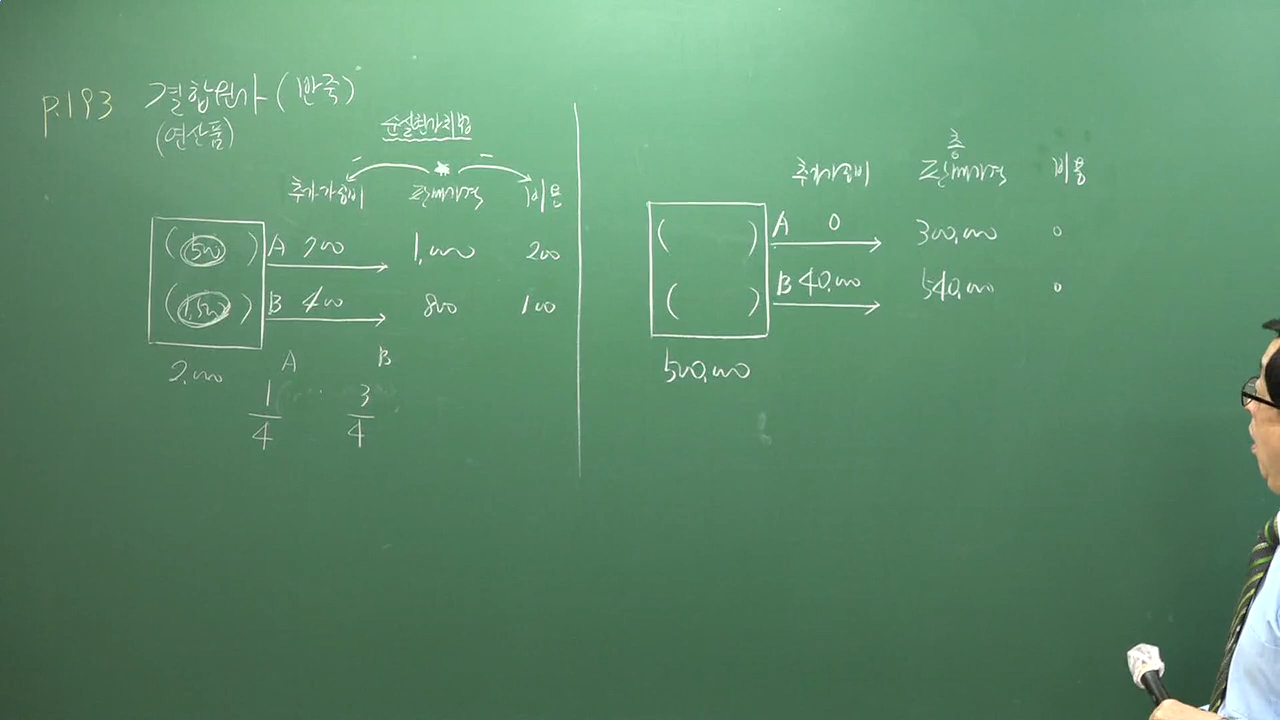 p.193 결합원가 (반죽)
(연산품)
순실현가치법
추가가공비 판매가격 비용
(500) A 700 1,000 200
(1,500) B 400 800 100
2,000
A B
1/4 3/4
총
추가가공비 판매가격 비용
( ) A 0 300,000 0
( ) B 40,000 540,000 0
500,000